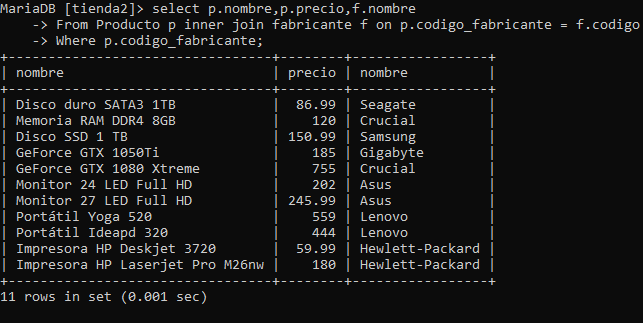 MariaDB [tienda2]> select p.nombre,p.precio,f.nombre
    -> From Producto p inner join fabricante f on p.codigo_fabricante = f.codigo
    -> Where p.codigo_fabricante;
+---------------------------------+--------+-----------------+
| nombre                          | precio | nombre          |
+---------------------------------+--------+-----------------+
| Disco duro SATA3 1TB            |  86.99 | Seagate         |
| Memoria RAM DDR4 8GB            |    120 | Crucial         |
| Disco SSD 1 TB                  | 150.99 | Samsung         |
| GeForce GTX 1050Ti              |    185 | Gigabyte        |
| GeForce GTX 1080 Xtreme         |    755 | Crucial         |
| Monitor 24 LED Full HD          |    202 | Asus            |
| Monitor 27 LED Full HD          | 245.99 | Asus            |
| Portátil Yoga 520               |    559 | Lenovo          |
| Portátil Ideapd 320             |    444 | Lenovo          |
| Impresora HP Deskjet 3720       |  59.99 | Hewlett-Packard |
| Impresora HP Laserjet Pro M26nw |    180 | Hewlett-Packard |
+---------------------------------+--------+-----------------+
11 rows in set (0.001 sec)